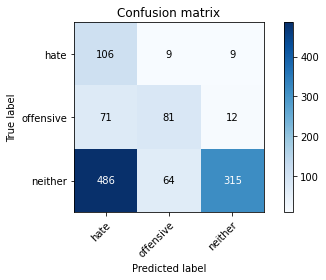 Confusion matrix
hate 106 9 9
offensive 71 81 12
neither 486 64 315
True label
hate offensive neither
Predicted label
400
300
200
100